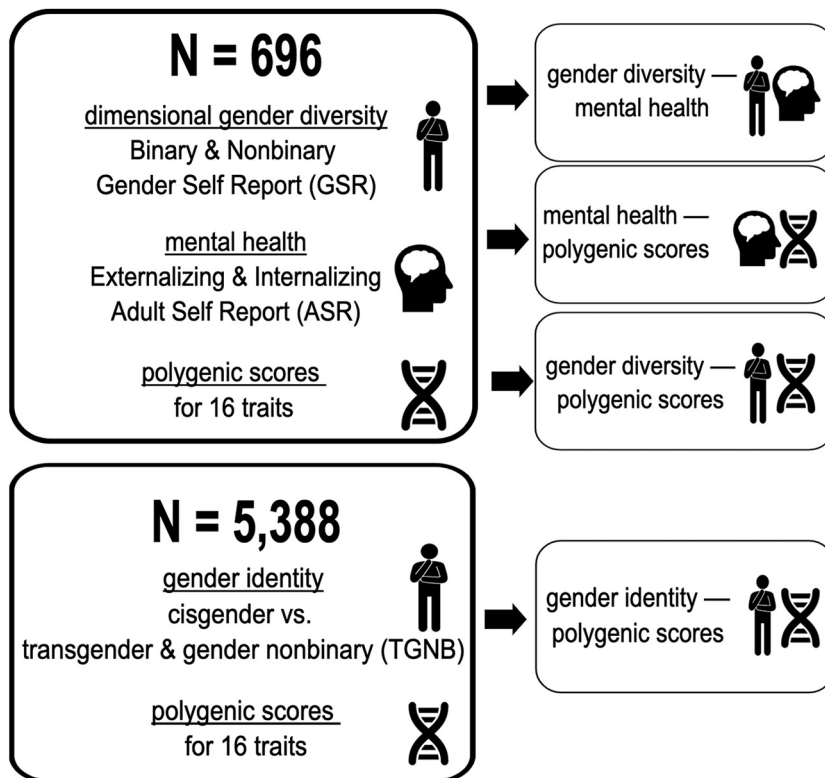 N = 696
dimensional gender diversity
Binary & Nonbinary
Gender Self Report (GSR)
mental health
Externalizing & Internalizing
Adult Self Report (ASR)
polygenic scores
for 16 traits
gender diversity —
mental health
mental health —
polygenic scores
gender diversity —
polygenic scores
N = 5,388
gender identity
cisgender vs.
transgender & gender nonbinary (TGNB)
polygenic scores
for 16 traits
gender identity —
polygenic scores